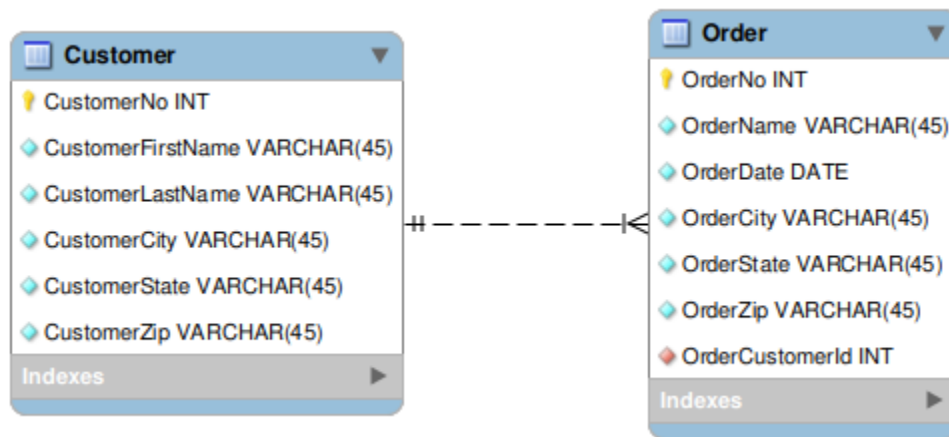 Customer
CustomerNo INT
CustomerFirstName VARCHAR(45)
CustomerLastName VARCHAR(45)
CustomerCity VARCHAR(45)
CustomerState VARCHAR(45)
CustomerZip VARCHAR(45)
Indexes
Order
OrderNo INT
OrderName VARCHAR(45)
OrderDate DATE
OrderCity VARCHAR(45)
OrderState VARCHAR(45)
OrderZip VARCHAR(45)
OrderCustomerId INT
Indexes